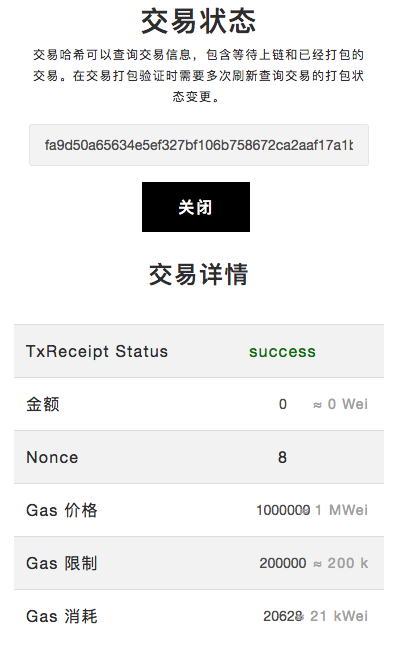 交易状态
交易哈希可以查询交易信息，包含等待上链和已经打包的
交易。在交易打包验证时需要多次刷新查询交易的打包状
态变更。
fa9d50a65634e5ef327bf106b758672ca2aaf17a1b
关闭
交易详情
TxReceipt Status success
金额 0 ≈ 0 Wei
Nonce 8
Gas 价格 1000000 ≈ 1 MWei
Gas 限制 200000 ≈ 200 k
Gas 消耗 20628 ≈ 21 kWei